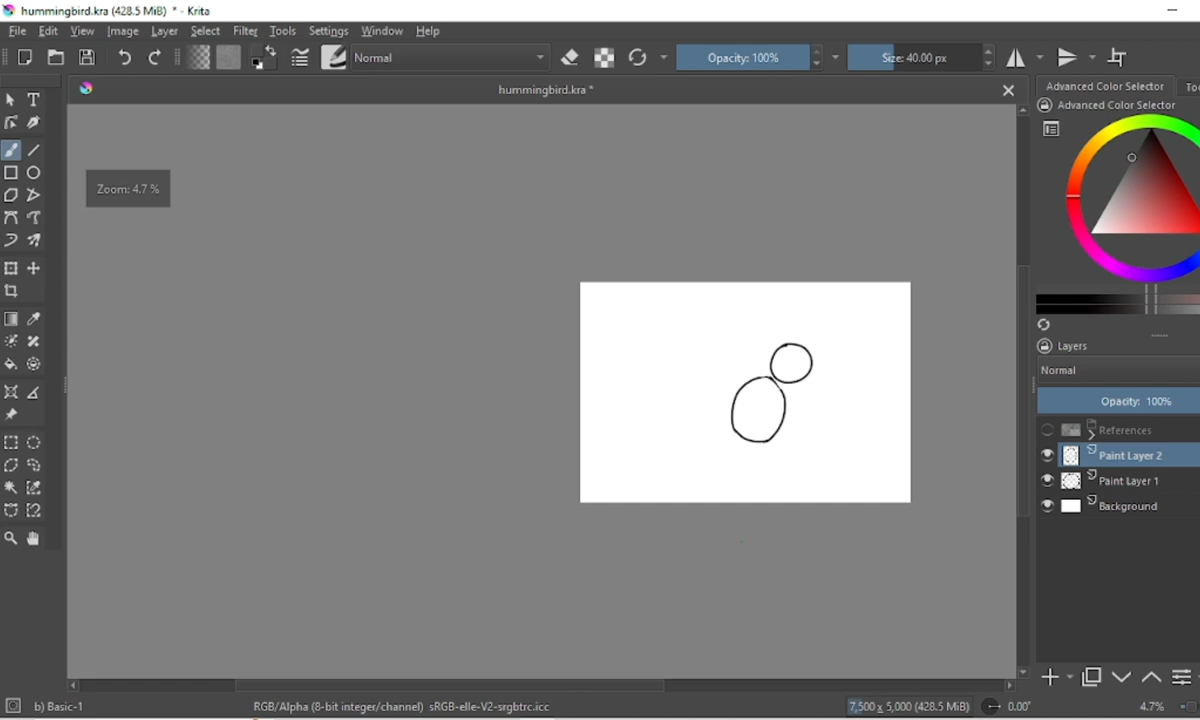 hummingbird.kra (428.5 MiB) * - Krita
File Edit View Image Layer Select Filter Tools Settings Window Help
Normal Opacity: 100% Size: 40.00 px
hummingbird.kra *
Advanced Color Selector
Advanced Color Selector
Zoom: 4.7 %
Layers
Normal
Opacity: 100%
References
Paint Layer 2
Paint Layer 1
Background
b) Basic-1 RGB/Alpha (8-bit integer/channel) sRGB-elle-V2-srgbtrc.icc 7,500 x 5,000 (428.5 MiB) 0.00° 4.7%